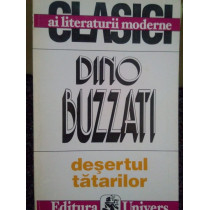 CLASICI
ai literaturii moderne
DINO
BUZZATI
deșertul
tătarilor
Editura Univers